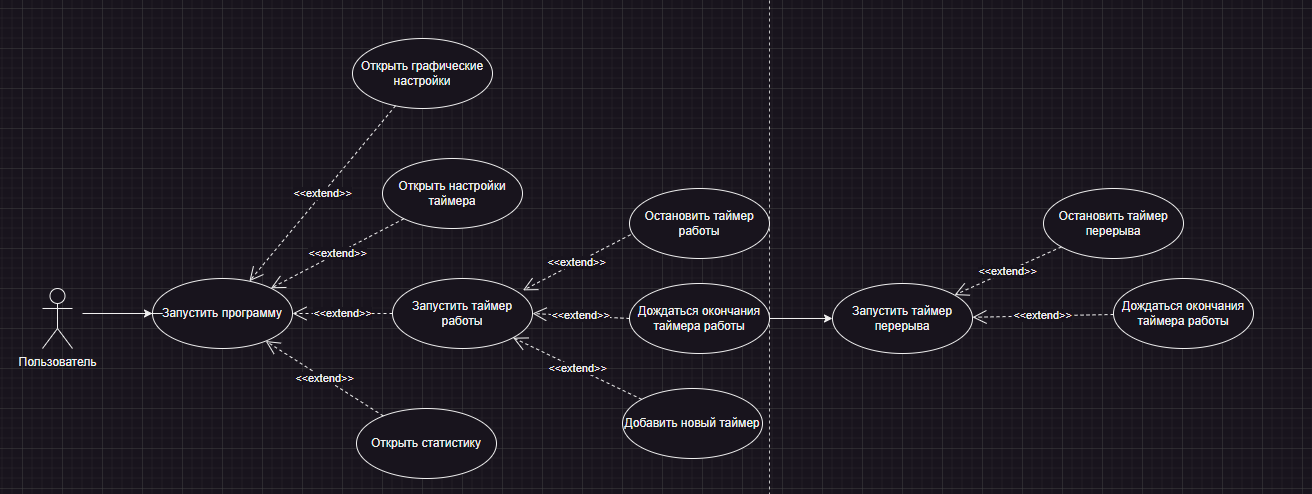 Открыть графические
настройки
<<extend>>
Открыть настройки
таймера
<<extend>>
Пользователь
Запустить программу
<<extend>>
Запустить таймер
работы
<<extend>>
Открыть статистику
<<extend>>
Остановить таймер
работы
<<extend>>
Дождаться окончания
таймера работы
<<extend>>
Добавить новый таймер
Запустить таймер
перерыва
<<extend>>
Остановить таймер
перерыва
<<extend>>
Дождаться окончания
таймера работы